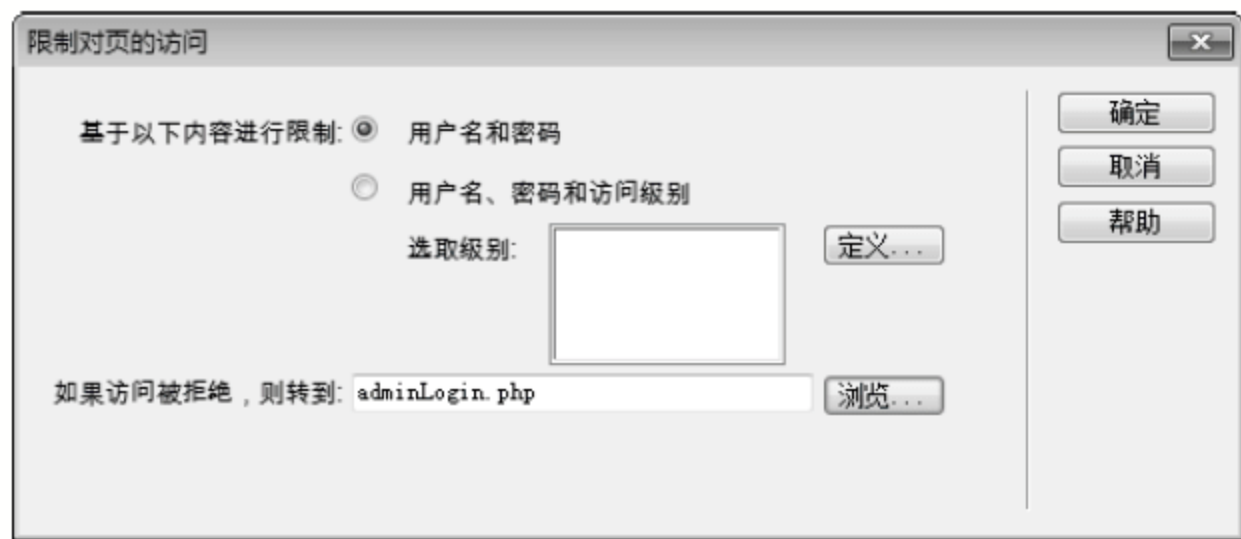 限制对页的访问
基于以下内容进行限制: 用户名和密码
用户名、密码和访问级别
选取级别: 定义...
如果访问被拒绝，则转到: adminLogin.php 浏览...
确定
取消
帮助